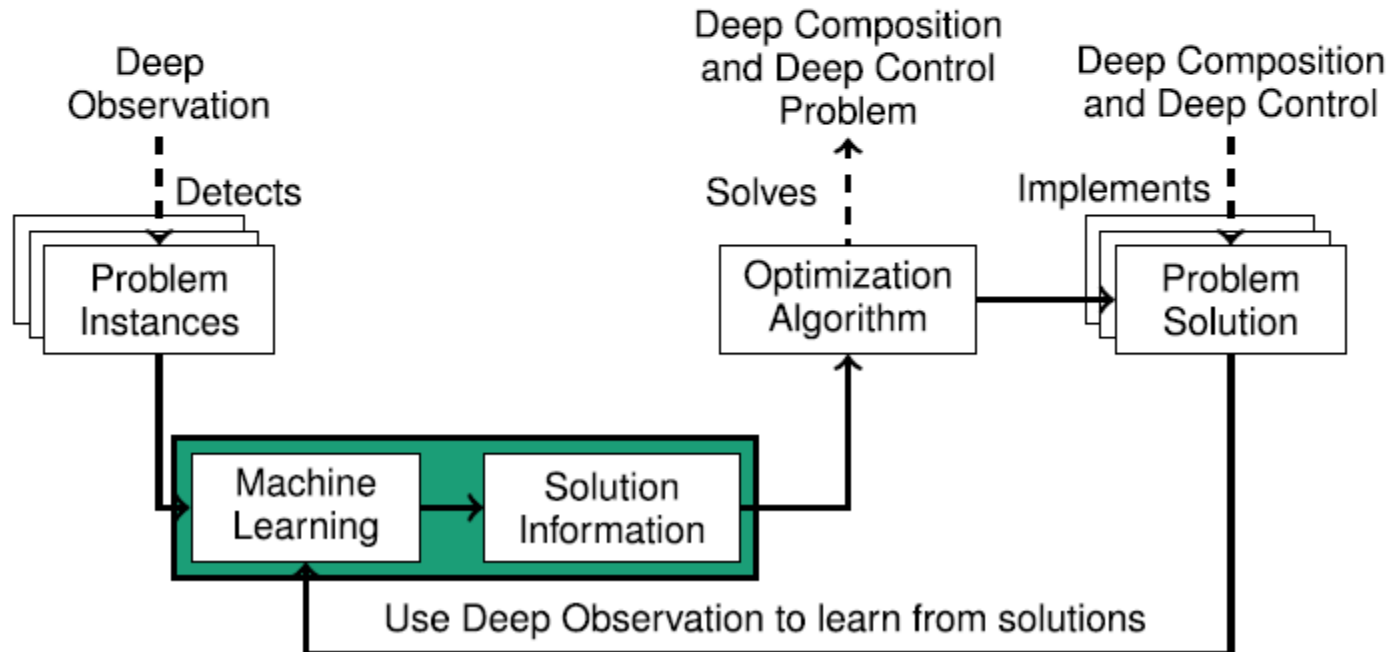 Deep
Observation
Detects
Problem
Instances
Machine
Learning
Solution
Information
Deep Composition
and Deep Control
Problem
Solves
Optimization
Algorithm
Deep Composition
and Deep Control
Implements
Problem
Solution
Use Deep Observation to learn from solutions